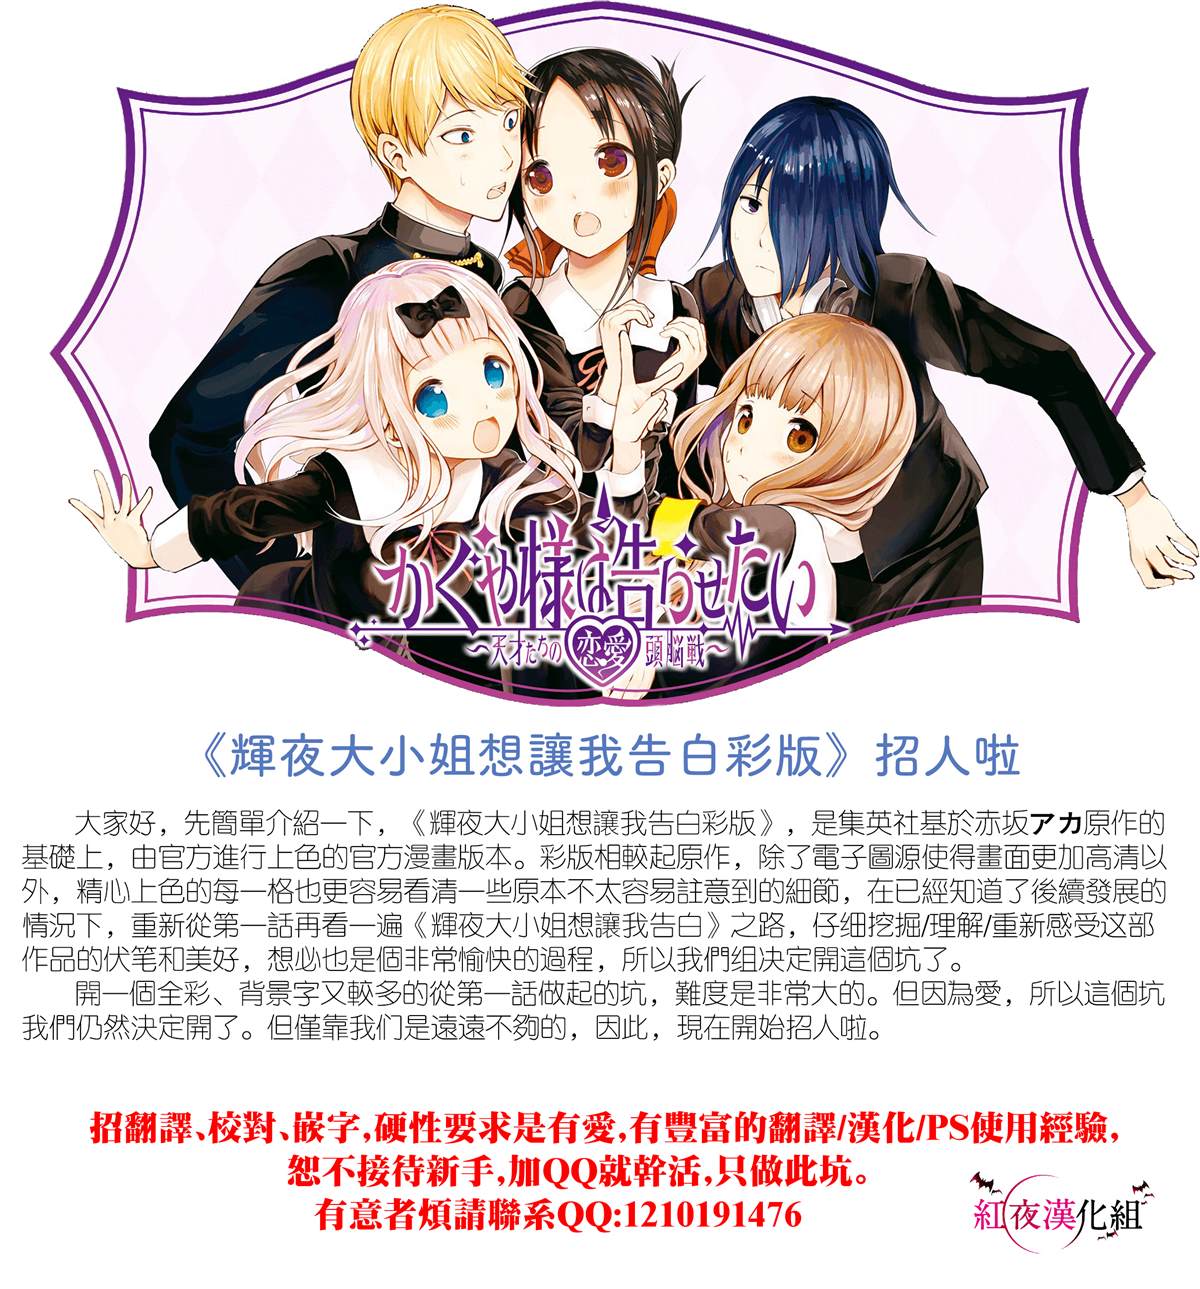 かぐや様は告らせたい
～天才たちの恋愛頭脳戦～
《輝夜大小姐想讓我告白彩版》招人啦
大家好，先簡單介紹一下，《輝夜大小姐想讓我告白彩版》，是集英社基於赤坂アカ原作的
基礎上，由官方進行上色的官方漫畫版本。彩版相較起原作，除了電子圖源使得畫面更加高清以
外，精心上色的每一格也更容易看清一些原本不太容易註意到的細節，在已經知道了後續發展的
情況下，重新從第一話再看一遍《輝夜大小姐想讓我告白》之路，仔细挖掘/理解/重新感受这部
作品的伏笔和美好，想必也是個非常愉快的過程，所以我們组决定開這個坑了。
開一個全彩、背景字又較多的從第一話做起的坑，難度是非常大的。但因為愛，所以這個坑
我們仍然決定開了。但僅靠我们是遠遠不夠的，因此，現在開始招人啦。
招翻譯、校對、嵌字,硬性要求是有愛,有豐富的翻譯/漢化/PS使用經驗,
恕不接待新手,加QQ就幹活,只做此坑。
有意者煩請聯系QQ:1210191476
紅夜漢化組